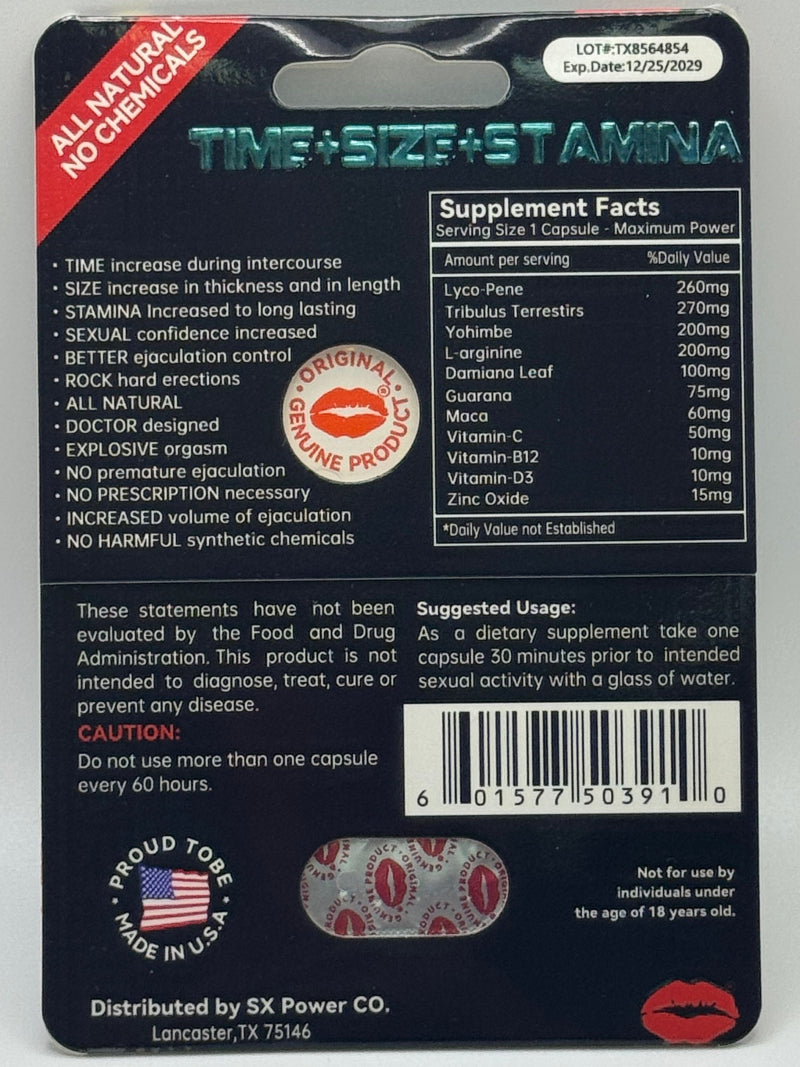 ALL NATURAL
NO CHEMICALS
LOT#:TX8564854
Exp.Date:12/25/2029
TIME+SIZE+STAMINA
• TIME increase during intercourse
• SIZE increase in thickness and in length
• STAMINA Increased to long lasting
• SEXUAL confidence increased
• BETTER ejaculation control
• ROCK hard erections
• ALL NATURAL
• DOCTOR designed
• EXPLOSIVE orgasm
• NO premature ejaculation
• NO PRESCRIPTION necessary
• INCREASED volume of ejaculation
• NO HARMFUL synthetic chemicals
• ORIGINAL •
GENUINE PRODUCT
®
Supplement Facts
Serving Size 1 Capsule - Maximum Power
Amount per serving %Daily Value
Lyco-Pene 260mg
Tribulus Terrestirs 270mg
Yohimbe 200mg
L-arginine 200mg
Damiana Leaf 100mg
Guarana 75mg
Maca 60mg
Vitamin-C 50mg
Vitamin-B12 10mg
Vitamin-D3 10mg
Zinc Oxide 15mg
*Daily Value not Established
These statements have not been
evaluated by the Food and Drug
Administration. This product is not
intended to diagnose, treat, cure or
prevent any disease.
CAUTION:
Do not use more than one capsule
every 60 hours.
Suggested Usage:
As a dietary supplement take one
capsule 30 minutes prior to intended
sexual activity with a glass of water.
6 01577 50391 0
• PROUD TOBE •
MADE IN U.S.A
PRODUCT • ORIGINAL • GENUINE
Not for use by
individuals under
the age of 18 years old.
Distributed by SX Power CO.
Lancaster,TX 75146